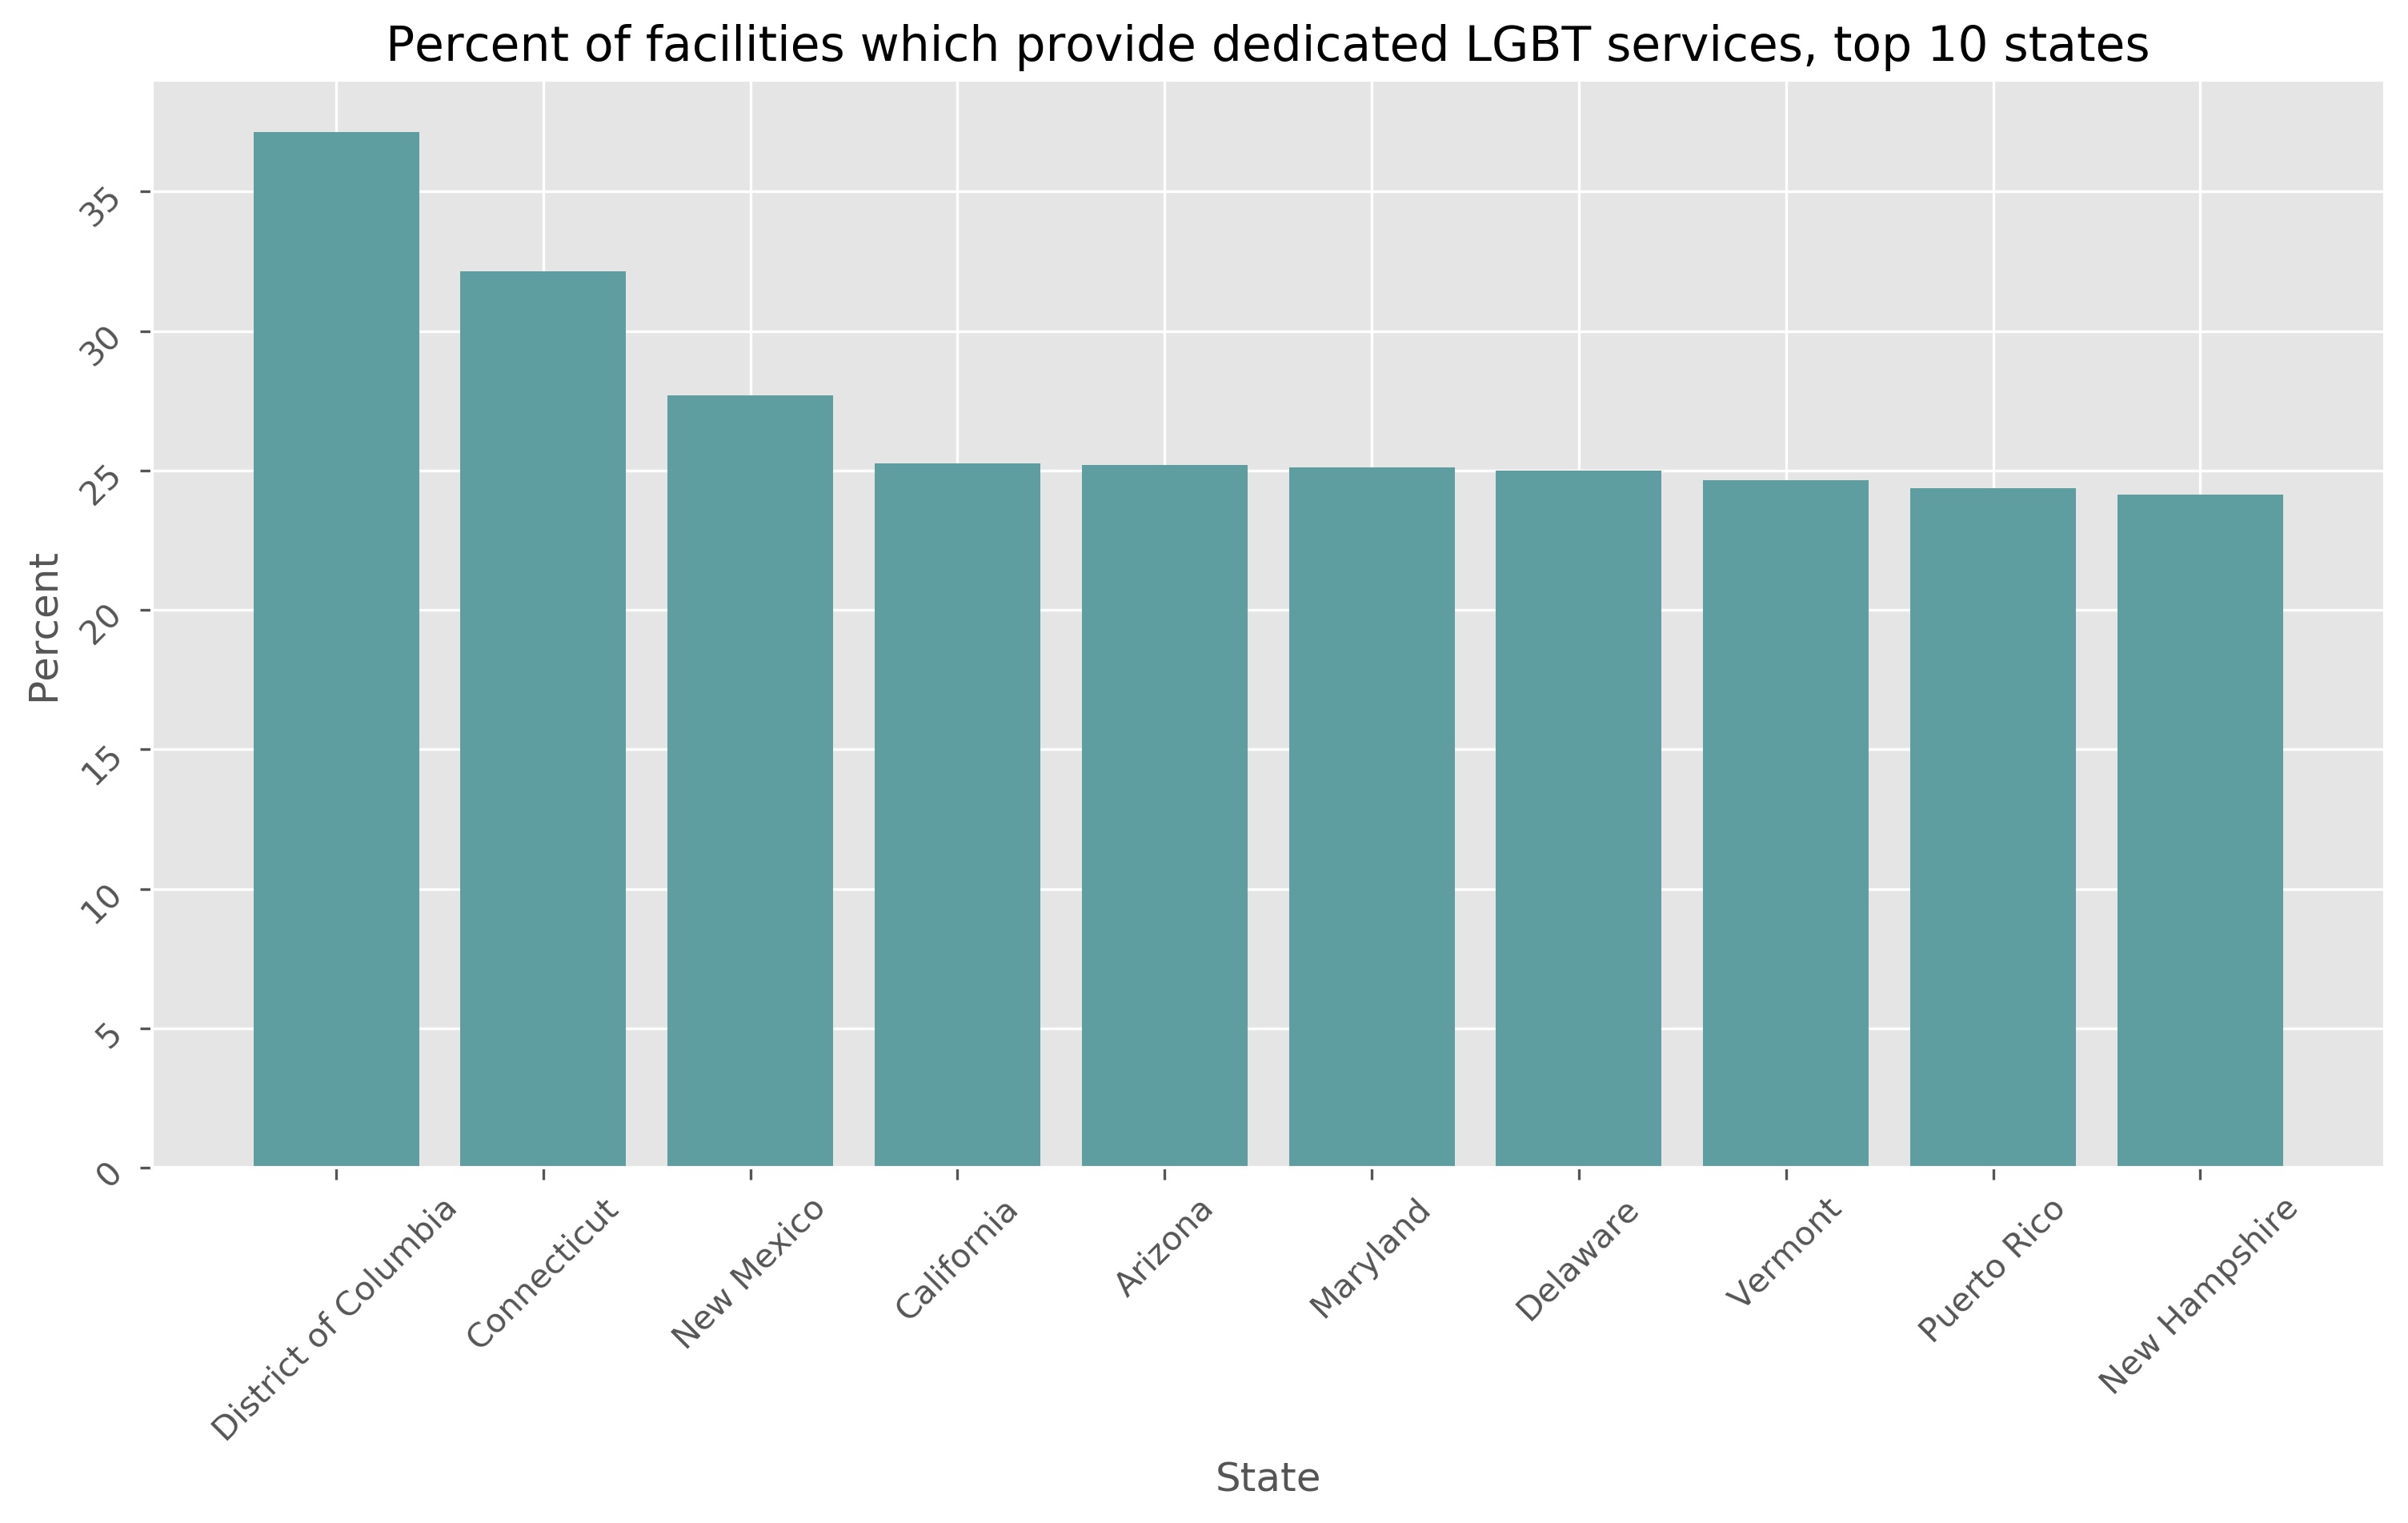 Percent of facilities which provide dedicated LGBT services, top 10 states
Percent
35
30
25
20
15
10
5
0
District of Columbia
Connecticut
New Mexico
California
Arizona
Maryland
Delaware
Vermont
Puerto Rico
New Hampshire
State